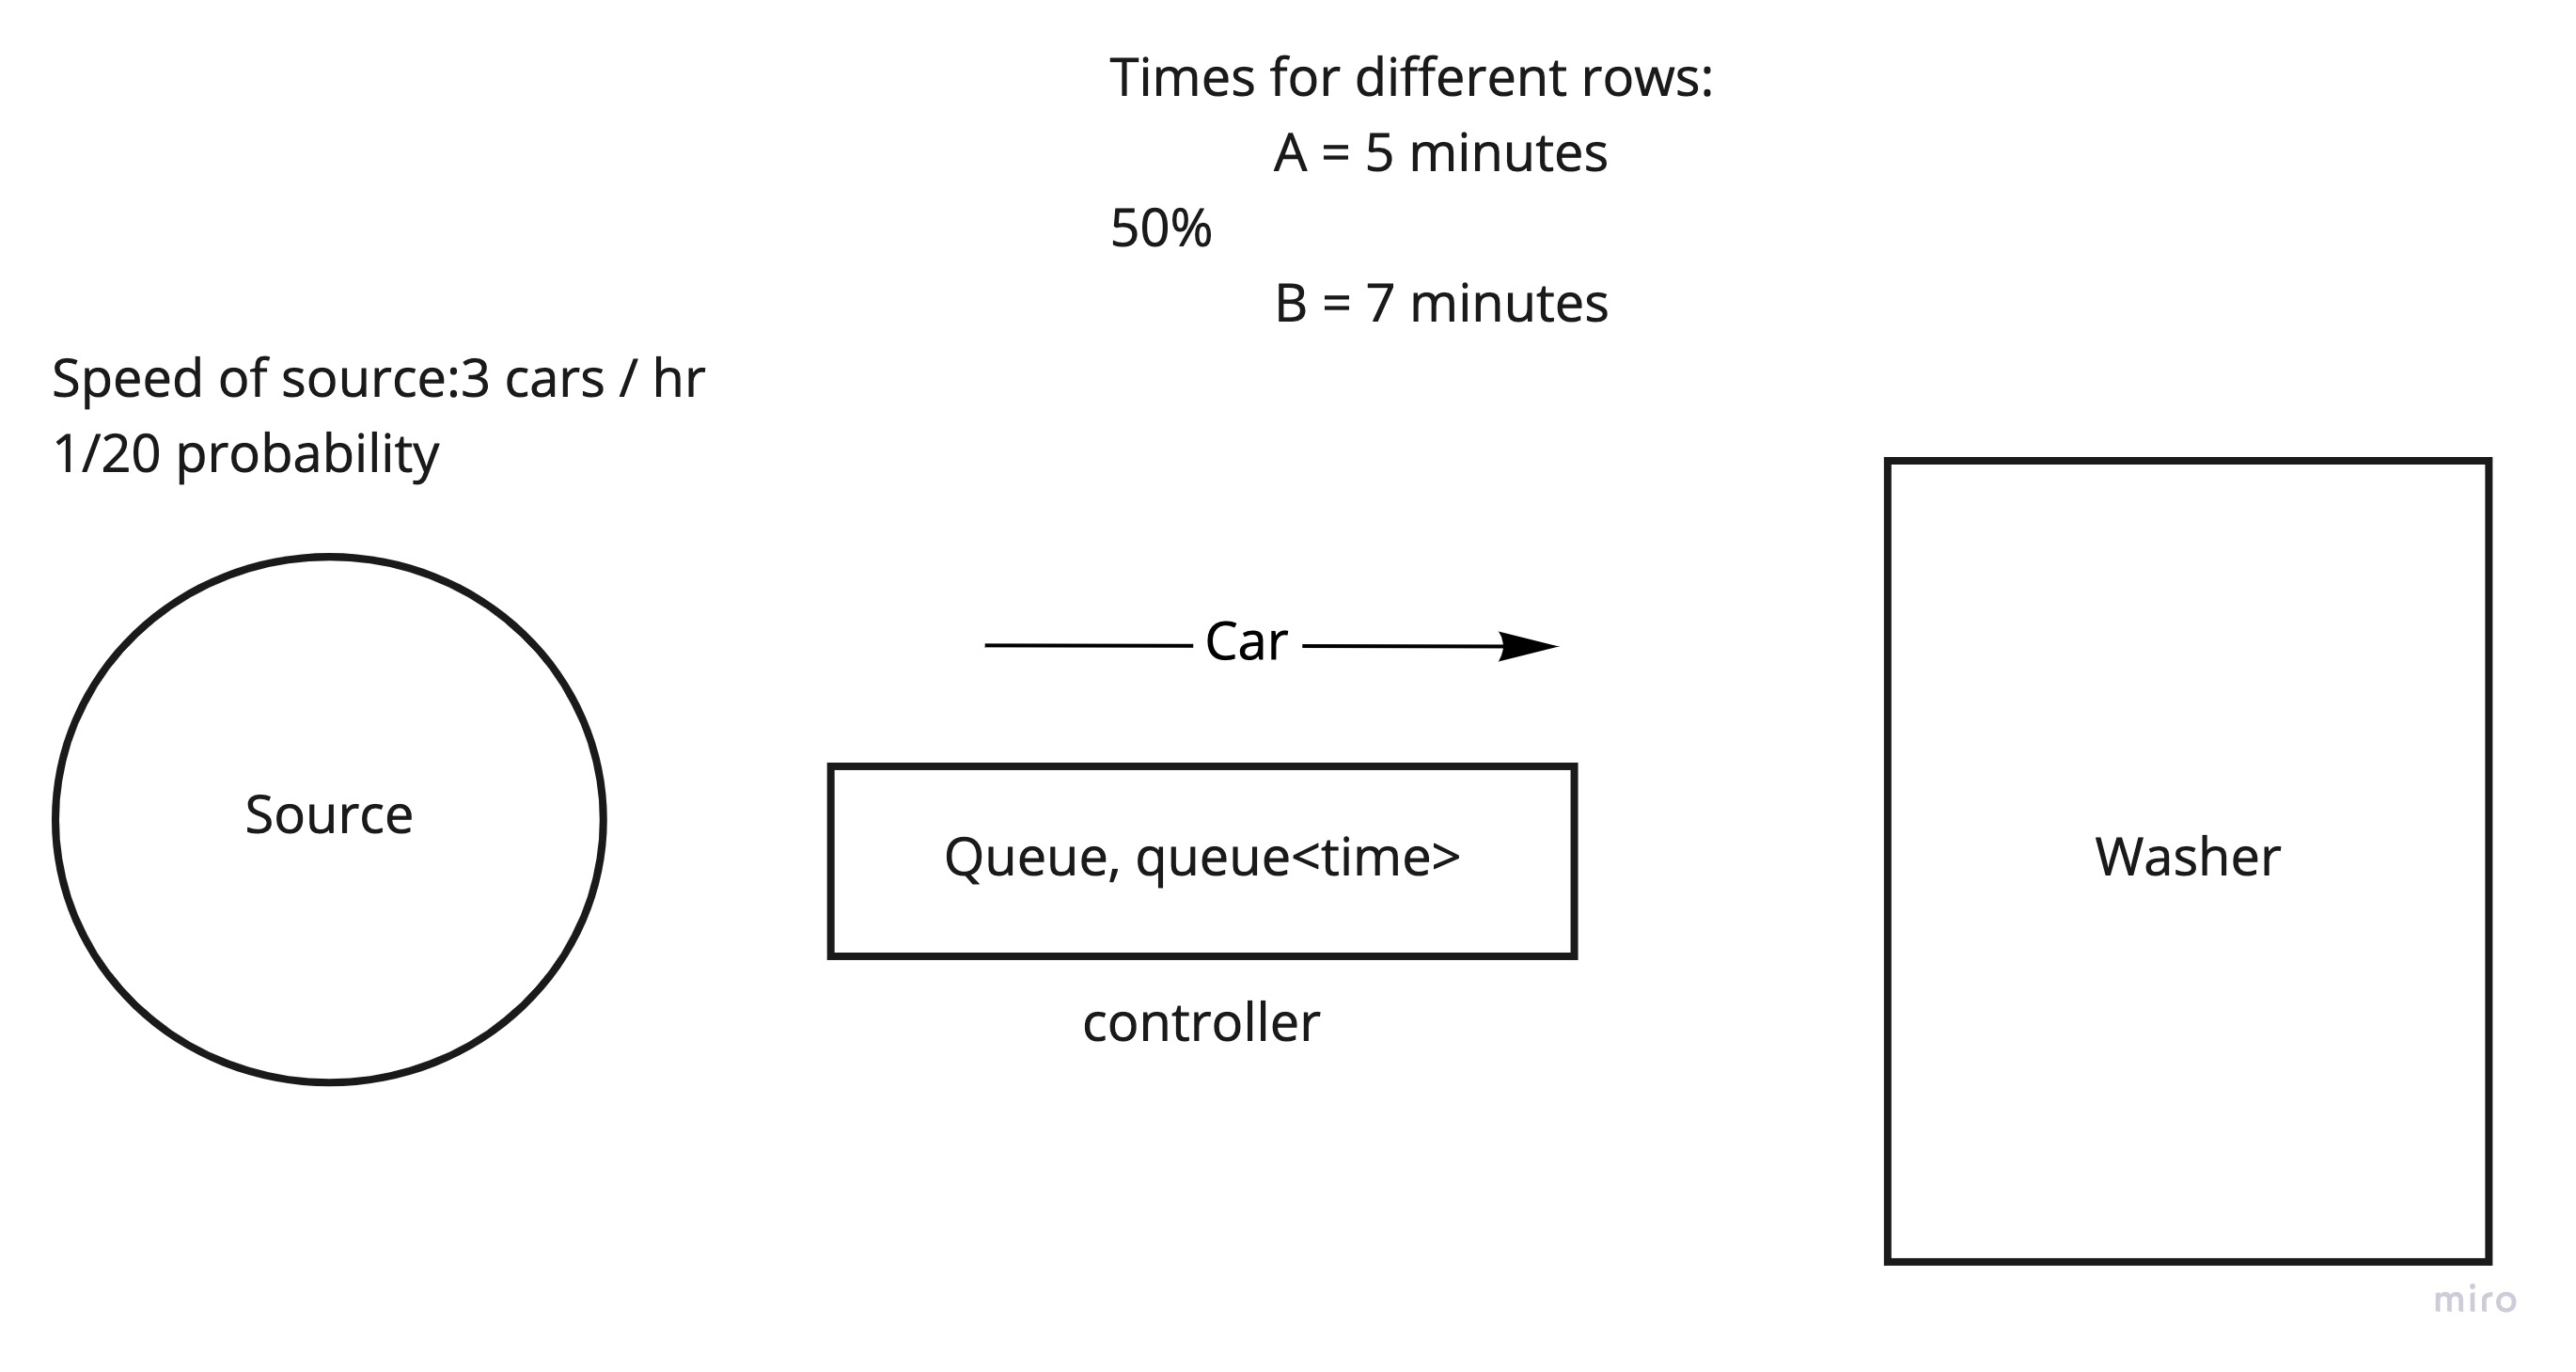 Times for different rows:
A = 5 minutes
50%
B = 7 minutes
Speed of source:3 cars / hr
1/20 probability
Car
Source
Queue, queue<time>
Washer
controller
miro